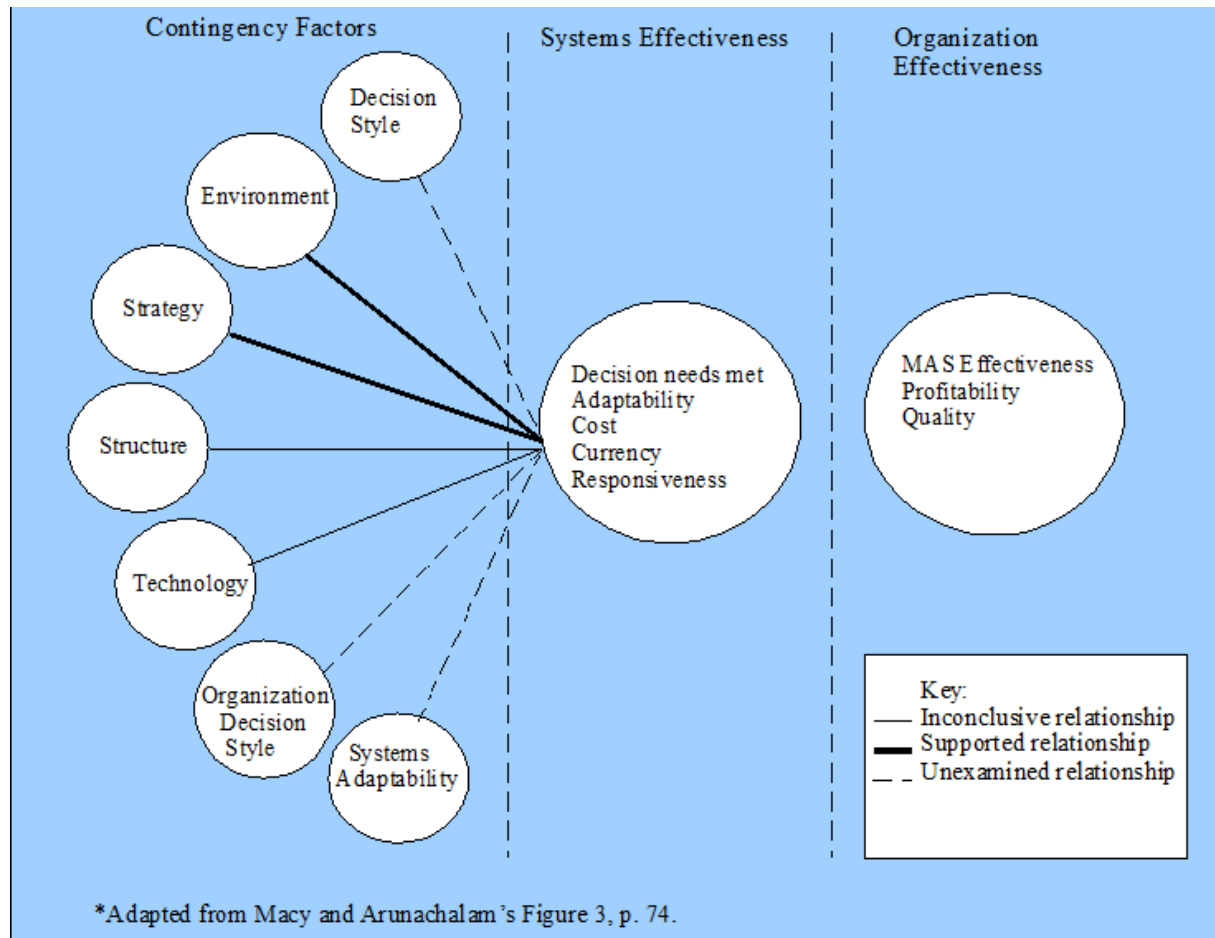 Contingency Factors
Systems Effectiveness
Organization
Effectiveness
Decision
Style
Environment
Strategy
Structure
Technology
Organization
Decision
Style
Systems
Adaptability
Decision needs met
Adaptability
Cost
Currency
Responsiveness
MAS Effectiveness
Profitability
Quality
Key:
Inconclusive relationship
Supported relationship
Unexamined relationship
*Adapted from Macy and Arunachalam's Figure 3, p. 74.